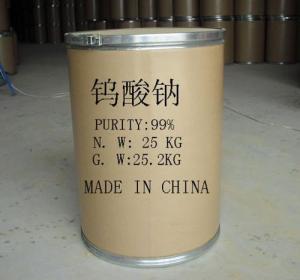 钨酸钠
PURITY:99%
N. W: 25 KG
G. W:25.2KG
MADE IN CHINA